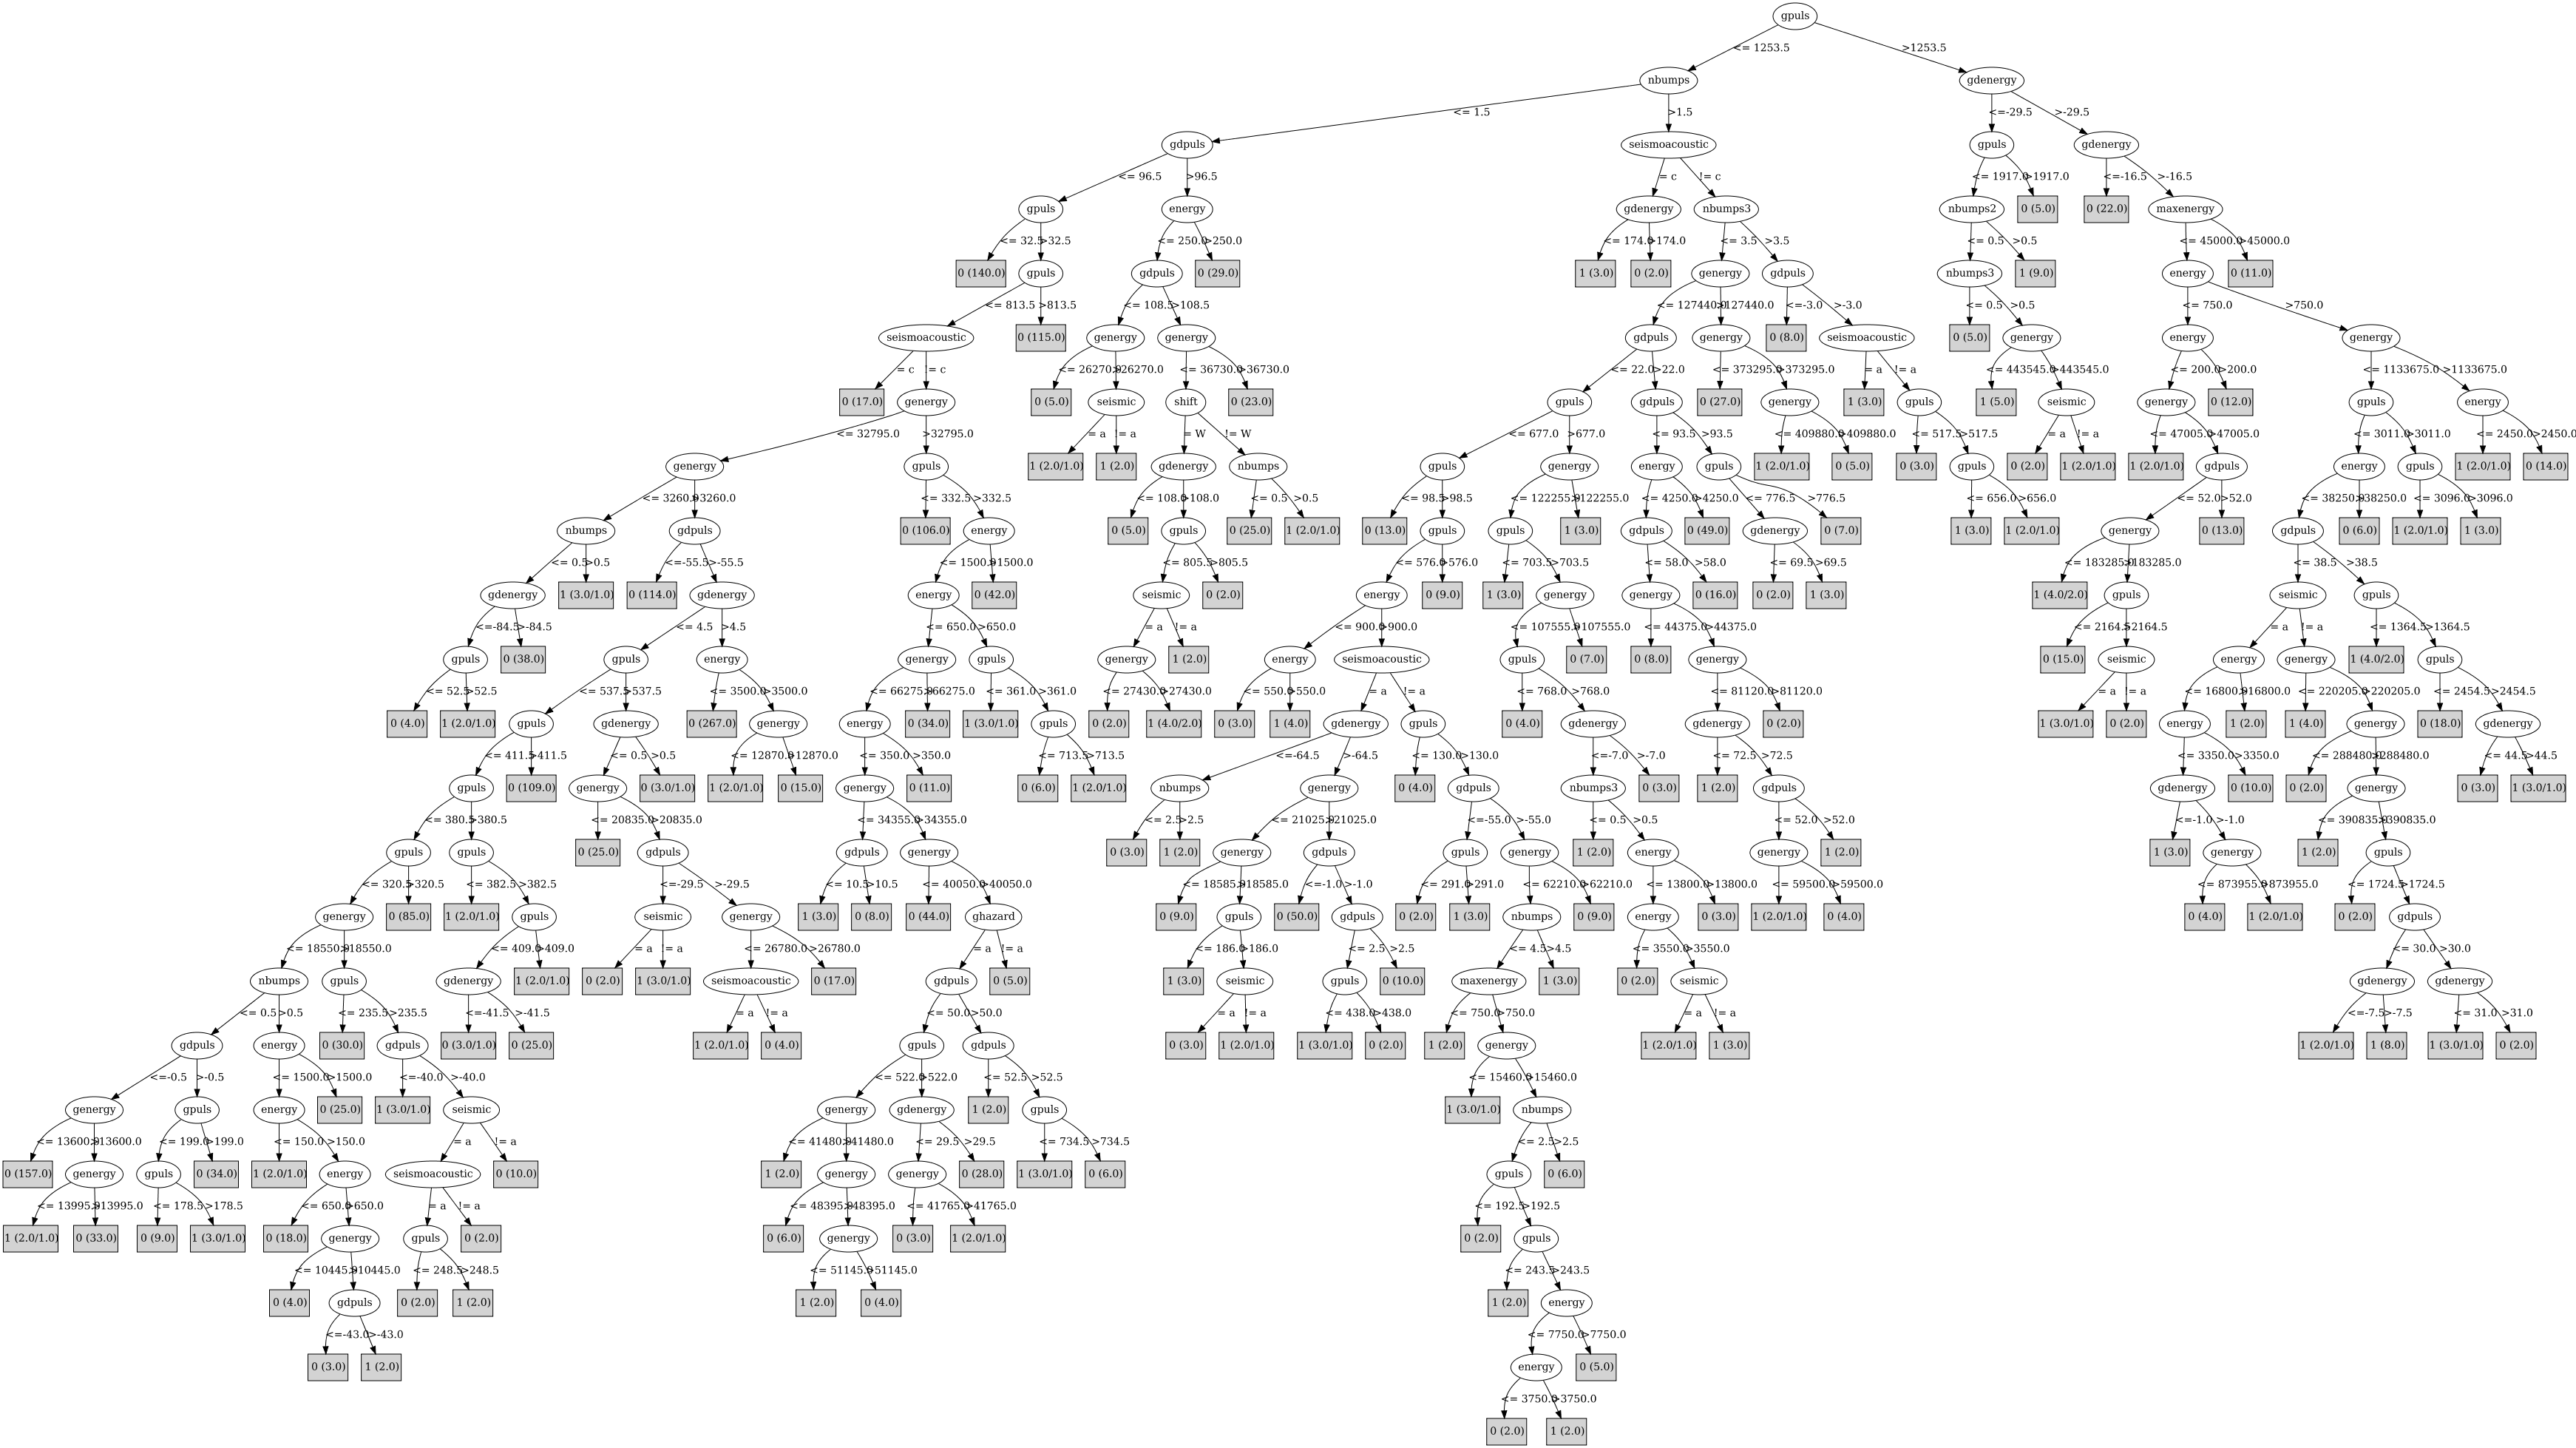 gpuls
<= 1253.5 >1253.5
nbumps gdenergy
<= 1.5 >1.5 <=-29.5 >-29.5
gdpuls seismoacoustic gpuls gdenergy
<= 96.5 >96.5 = c != c <= 1917.0 >1917.0 <=-16.5 >-16.5
gpuls energy gdenergy nbumps3 nbumps2 0 (5.0) 0 (22.0) maxenergy
<= 32.5 >32.5 <= 250.0 >250.0 <= 174.0 >174.0 <= 3.5 >3.5 <= 0.5 >0.5 <= 45000.0 >45000.0
0 (140.0) gpuls gdpuls 0 (29.0) 1 (3.0) 0 (2.0) genergy gdpuls nbumps3 1 (9.0) energy 0 (11.0)
<= 813.5 >813.5 <= 108.5 >108.5 <= 127440.0 >127440.0 <=-3.0 >-3.0 <= 0.5 >0.5 <= 750.0 >750.0
seismoacoustic 0 (115.0) genergy genergy gdpuls genergy 0 (8.0) seismoacoustic 0 (5.0) genergy energy genergy
= c != c <= 26270.0 >26270.0 <= 36730.0 >36730.0 <= 22.0 >22.0 <= 373295.0 >373295.0 = a != a <= 443545.0 >443545.0 <= 200.0 >200.0 <= 1133675.0 >1133675.0
0 (17.0) genergy 0 (5.0) seismic shift 0 (23.0) gpuls gdpuls 0 (27.0) genergy 1 (3.0) gpuls 1 (5.0) seismic genergy 0 (12.0) gpuls energy
<= 32795.0 >32795.0 = a != a = W != W <= 677.0 >677.0 <= 93.5 >93.5 <= 409880.0 >409880.0 <= 517.5 >517.5 = a != a <= 47005.0 >47005.0 <= 3011.0 >3011.0 <= 2450.0 >2450.0
genergy gpuls 1 (2.0/1.0) 1 (2.0) gdenergy nbumps gpuls genergy energy gpuls 1 (2.0/1.0) 0 (5.0) 0 (3.0) gpuls 0 (2.0) 1 (2.0/1.0) 1 (2.0/1.0) gdpuls energy gpuls 1 (2.0/1.0) 0 (14.0)
<= 3260.0 >3260.0 <= 332.5 >332.5 <= 108.0 >108.0 <= 0.5 >0.5 <= 98.5 >98.5 <= 122255.0 >122255.0 <= 4250.0 >4250.0 <= 776.5 >776.5 <= 656.0 >656.0 <= 52.0 >52.0 <= 38250.0 >38250.0 <= 3096.0 >3096.0
nbumps gdpuls 0 (106.0) energy 0 (5.0) gpuls 0 (25.0) 1 (2.0/1.0) 0 (13.0) gpuls gpuls 1 (3.0) gdpuls 0 (49.0) gdenergy 0 (7.0) 1 (3.0) 1 (2.0/1.0) genergy 0 (13.0) gdpuls 0 (6.0) 1 (2.0/1.0) 1 (3.0)
<= 0.5 >0.5 <=-55.5 >-55.5 <= 1500.0 >1500.0 <= 805.5 >805.5 <= 576.0 >576.0 <= 703.5 >703.5 <= 58.0 >58.0 <= 69.5 >69.5 <= 183285.0 >183285.0 <= 38.5 >38.5
gdenergy 1 (3.0/1.0) 0 (114.0) gdenergy energy 0 (42.0) seismic 0 (2.0) energy 0 (9.0) 1 (3.0) genergy genergy 0 (16.0) 0 (2.0) 1 (3.0) 1 (4.0/2.0) gpuls seismic gpuls
<=-84.5 >-84.5 <= 4.5 >4.5 <= 650.0 >650.0 = a != a <= 900.0 >900.0 <= 107555.0 >107555.0 <= 44375.0 >44375.0 <= 2164.5 >2164.5 = a != a <= 1364.5 >1364.5
gpuls 0 (38.0) gpuls energy genergy gpuls genergy 1 (2.0) energy seismoacoustic gpuls 0 (7.0) 0 (8.0) genergy 0 (15.0) seismic energy genergy 1 (4.0/2.0) gpuls
<= 52.5 >52.5 <= 537.5 >537.5 <= 3500.0 >3500.0 <= 66275.0 >66275.0 <= 361.0 >361.0 <= 27430.0 >27430.0 <= 550.0 >550.0 = a != a <= 768.0 >768.0 <= 81120.0 >81120.0 = a != a <= 16800.0 >16800.0 <= 220205.0 >220205.0 <= 2454.5 >2454.5
0 (4.0) 1 (2.0/1.0) gpuls gdenergy 0 (267.0) genergy energy 0 (34.0) 1 (3.0/1.0) gpuls 0 (2.0) 1 (4.0/2.0) 0 (3.0) 1 (4.0) gdenergy gpuls 0 (4.0) gdenergy gdenergy 0 (2.0) 1 (3.0/1.0) 0 (2.0) energy 1 (2.0) 1 (4.0) genergy 0 (18.0) gdenergy
<= 411.5 >411.5 <= 0.5 >0.5 <= 12870.0 >12870.0 <= 350.0 >350.0 <= 713.5 >713.5 <=-64.5 >-64.5 <= 130.0 >130.0 <=-7.0 >-7.0 <= 72.5 >72.5 <= 3350.0 >3350.0 <= 288480.0 >288480.0 <= 44.5 >44.5
gpuls 0 (109.0) genergy 0 (3.0/1.0) 1 (2.0/1.0) 0 (15.0) genergy 0 (11.0) 0 (6.0) 1 (2.0/1.0) nbumps genergy 0 (4.0) gdpuls nbumps3 0 (3.0) 1 (2.0) gdpuls gdenergy 0 (10.0) 0 (2.0) genergy 0 (3.0) 1 (3.0/1.0)
<= 380.5 >380.5 <= 20835.0 >20835.0 <= 34355.0 >34355.0 <= 2.5 >2.5 <= 21025.0 >21025.0 <=-55.0 >-55.0 <= 0.5 >0.5 <= 52.0 >52.0 <=-1.0 >-1.0 <= 390835.0 >390835.0
gpuls gpuls 0 (25.0) gdpuls gdpuls genergy 0 (3.0) 1 (2.0) genergy gdpuls gpuls genergy 1 (2.0) energy genergy 1 (2.0) 1 (3.0) genergy 1 (2.0) gpuls
<= 320.5 >320.5 <= 382.5 >382.5 <=-29.5 >-29.5 <= 10.5 >10.5 <= 40050.0 >40050.0 <= 18585.0 >18585.0 <=-1.0 >-1.0 <= 291.0 >291.0 <= 62210.0 >62210.0 <= 13800.0 >13800.0 <= 59500.0 >59500.0 <= 873955.0 >873955.0 <= 1724.5 >1724.5
genergy 0 (85.0) 1 (2.0/1.0) gpuls seismic genergy 1 (3.0) 0 (8.0) 0 (44.0) ghazard 0 (9.0) gpuls 0 (50.0) gdpuls 0 (2.0) 1 (3.0) nbumps 0 (9.0) energy 0 (3.0) 1 (2.0/1.0) 0 (4.0) 0 (4.0) 1 (2.0/1.0) 0 (2.0) gdpuls
<= 18550.0 >18550.0 <= 409.0 >409.0 = a != a <= 26780.0 >26780.0 = a != a <= 186.0 >186.0 <= 2.5 >2.5 <= 4.5 >4.5 <= 3550.0 >3550.0 <= 30.0 >30.0
nbumps gpuls gdenergy 1 (2.0/1.0) 0 (2.0) 1 (3.0/1.0) seismoacoustic 0 (17.0) gdpuls 0 (5.0) 1 (3.0) seismic gpuls 0 (10.0) maxenergy 1 (3.0) 0 (2.0) seismic gdenergy gdenergy
<= 0.5 >0.5 <= 235.5 >235.5 <=-41.5 >-41.5 = a != a <= 50.0 >50.0 = a != a <= 438.0 >438.0 <= 750.0 >750.0 = a != a <=-7.5 >-7.5 <= 31.0 >31.0
gdpuls energy 0 (30.0) gdpuls 0 (3.0/1.0) 0 (25.0) 1 (2.0/1.0) 0 (4.0) gpuls gdpuls 0 (3.0) 1 (2.0/1.0) 1 (3.0/1.0) 0 (2.0) 1 (2.0) genergy 1 (2.0/1.0) 1 (3.0) 1 (2.0/1.0) 1 (8.0) 1 (3.0/1.0) 0 (2.0)
<=-0.5 >-0.5 <= 1500.0 >1500.0 <=-40.0 >-40.0 <= 522.0 >522.0 <= 52.5 >52.5 <= 15460.0 >15460.0
genergy gpuls energy 0 (25.0) 1 (3.0/1.0) seismic genergy gdenergy 1 (2.0) gpuls 1 (3.0/1.0) nbumps
<= 13600.0 >13600.0 <= 199.0 >199.0 <= 150.0 >150.0 = a != a <= 41480.0 >41480.0 <= 29.5 >29.5 <= 734.5 >734.5 <= 2.5 >2.5
0 (157.0) genergy gpuls 0 (34.0) 1 (2.0/1.0) energy seismoacoustic 0 (10.0) 1 (2.0) genergy genergy 0 (28.0) 1 (3.0/1.0) 0 (6.0) gpuls 0 (6.0)
<= 13995.0 >13995.0 <= 178.5 >178.5 <= 650.0 >650.0 = a != a <= 48395.0 >48395.0 <= 41765.0 >41765.0 <= 192.5 >192.5
1 (2.0/1.0) 0 (33.0) 0 (9.0) 1 (3.0/1.0) 0 (18.0) genergy gpuls 0 (2.0) 0 (6.0) genergy 0 (3.0) 1 (2.0/1.0) 0 (2.0) gpuls
<= 10445.0 >10445.0 <= 248.5 >248.5 <= 51145.0 >51145.0 <= 243.5 >243.5
0 (4.0) gdpuls 0 (2.0) 1 (2.0) 1 (2.0) 0 (4.0) 1 (2.0) energy
<=-43.0 >-43.0 <= 7750.0 >7750.0
0 (3.0) 1 (2.0) energy 0 (5.0)
<= 3750.0 >3750.0
0 (2.0) 1 (2.0)